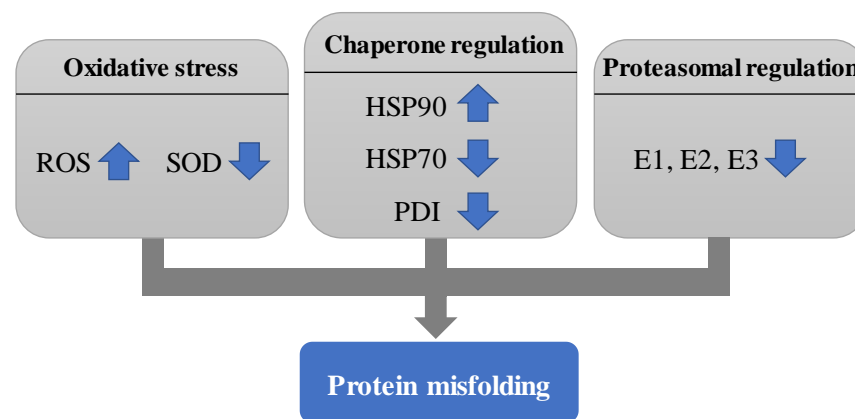 Oxidative stress
ROS SOD
Chaperone regulation
HSP90
HSP70
PDI
Proteasomal regulation
E1, E2, E3
Protein misfolding